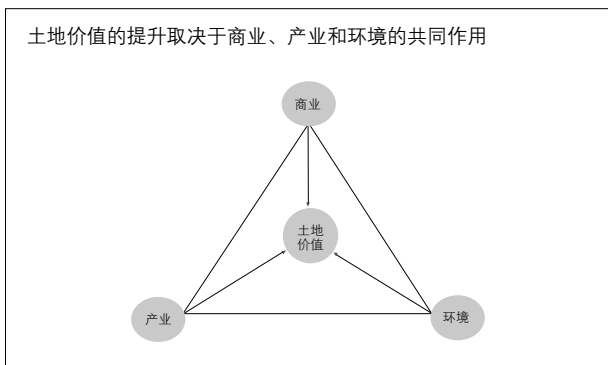 土地价值的提升取决于商业、产业和环境的共同作用
商业
土地
价值
产业
环境